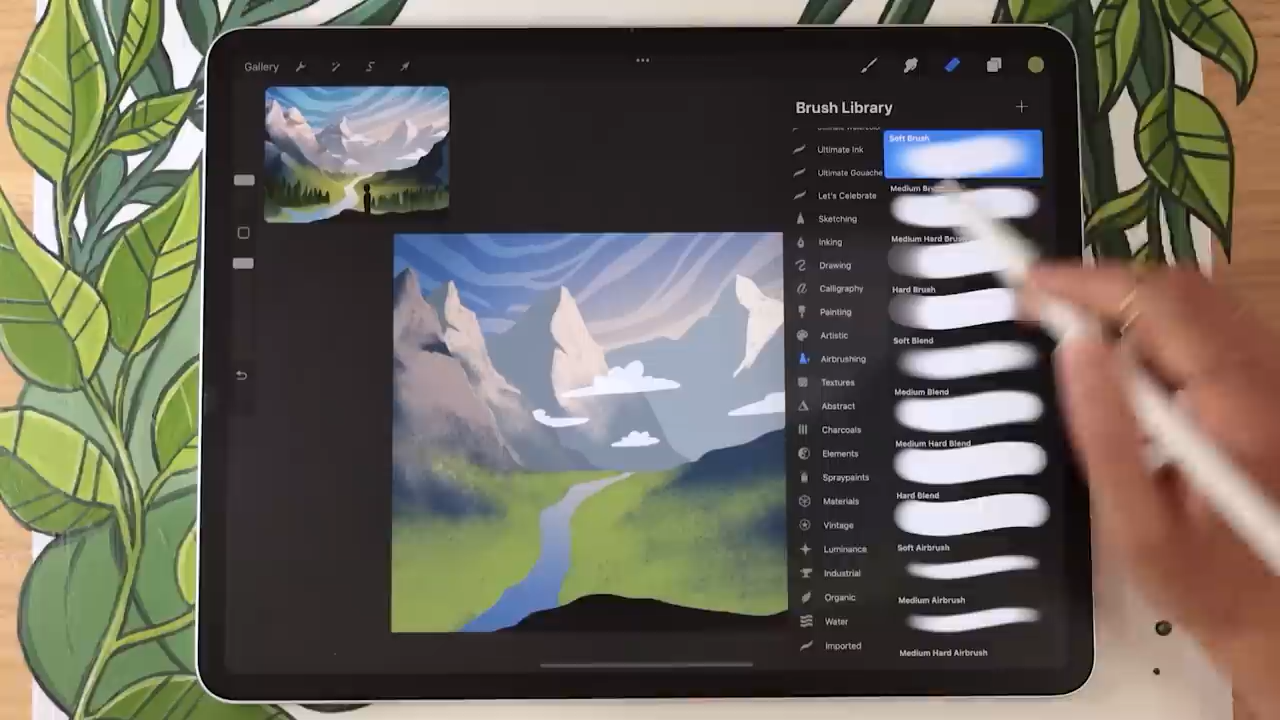 Gallery
Brush Library
Ultimate Ink
Ultimate Gouache
Let's Celebrate
Sketching
Inking
Drawing
Calligraphy
Painting
Artistic
Airbrushing
Textures
Abstract
Charcoals
Elements
Spraypaints
Materials
Vintage
Luminance
Industrial
Organic
Water
Imported
Soft Brush
Medium
Medium Hard Brush
Hard Brush
Soft Blend
Medium Blend
Medium Hard Blend
Hard Blend
Soft Airbrush
Medium Airbrush
Medium Hard Airbrush